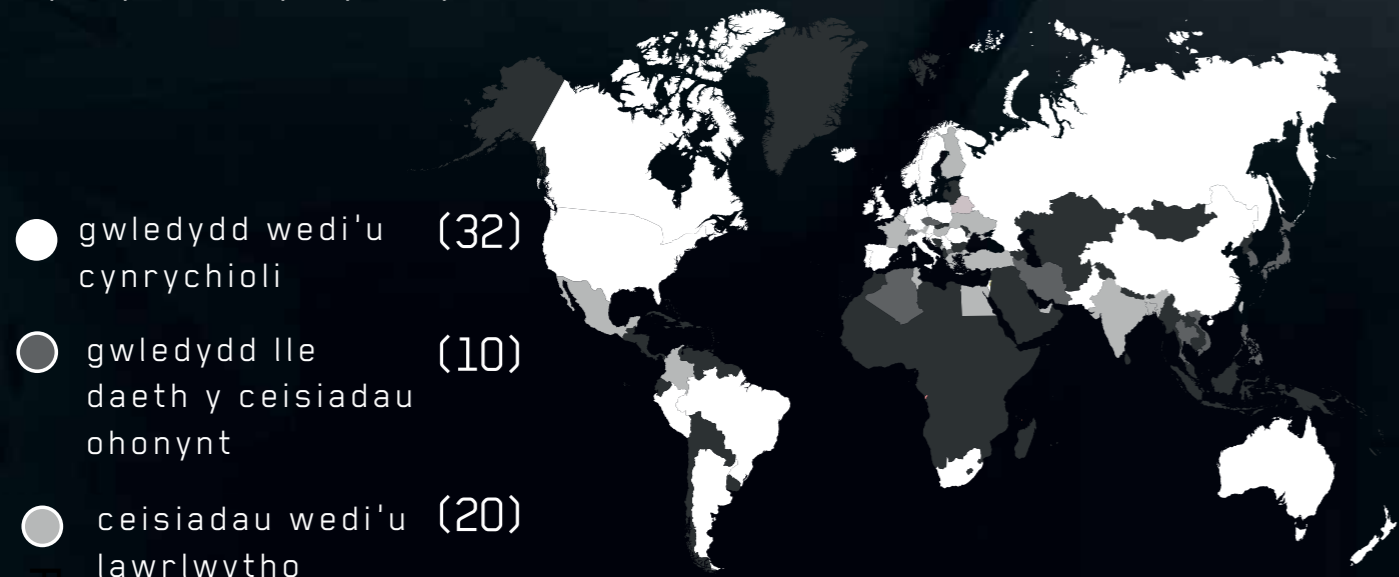 gwledydd wedi'u (32)
cynrychioli
gwledydd lle (10)
daeth y ceisiadau
ohonynt
ceisiadau wedi'u (20)
lawrlwytho